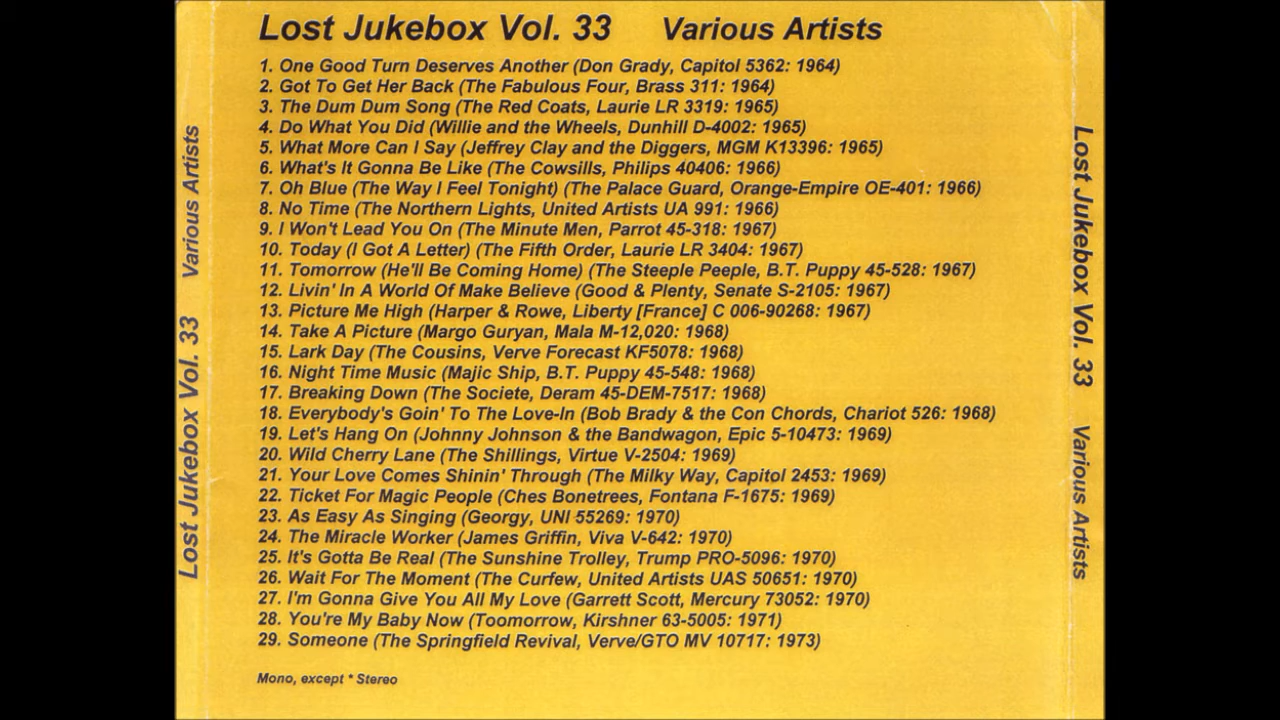 Lost Jukebox Vol. 33 Various Artists
1. One Good Turn Deserves Another (Don Grady, Capitol 5362: 1964)
2. Got To Get Her Back (The Fabulous Four, Brass 311: 1964)
3. The Dum Dum Song (The Red Coats, Laurie LR 3319: 1965)
4. Do What You Did (Willie and the Wheels, Dunhill D-4002: 1965)
5. What More Can I Say (Jeffrey Clay and the Diggers, MGM K13396: 1965)
6. What's It Gonna Be Like (The Cowsills, Philips 40406: 1966)
7. Oh Blue (The Way I Feel Tonight) (The Palace Guard, Orange-Empire OE-401: 1966)
8. No Time (The Northern Lights, United Artists UA 991: 1966)
9. I Won't Lead You On (The Minute Men, Parrot 45-318: 1967)
10. Today (I Got A Letter) (The Fifth Order, Laurie LR 3404: 1967)
11. Tomorrow (He'll Be Coming Home) (The Steeple Peeple, B.T. Puppy 45-528: 1967)
12. Livin' In A World Of Make Believe (Good & Plenty, Senate S-2105: 1967)
13. Picture Me High (Harper & Rowe, Liberty [France] C 006-90268: 1967)
14. Take A Picture (Margo Guryan, Mala M-12,020: 1968)
15. Lark Day (The Cousins, Verve Forecast KF5078: 1968)
16. Night Time Music (Majic Ship, B.T. Puppy 45-548: 1968)
17. Breaking Down (The Societe, Deram 45-DEM-7517: 1968)
18. Everybody's Goin' To The Love-In (Bob Brady & the Con Chords, Chariot 526: 1968)
19. Let's Hang On (Johnny Johnson & the Bandwagon, Epic 5-10473: 1969)
20. Wild Cherry Lane (The Shillings, Virtue V-2504: 1969)
21. Your Love Comes Shinin' Through (The Milky Way, Capitol 2453: 1969)
22. Ticket For Magic People (Ches Bonetrees, Fontana F-1675: 1969)
23. As Easy As Singing (Georgy, UNI 55269: 1970)
24. The Miracle Worker (James Griffin, Viva V-642: 1970)
25. It's Gotta Be Real (The Sunshine Trolley, Trump PRO-5096: 1970)
26. Wait For The Moment (The Curfew, United Artists UAS 50651: 1970)
27. I'm Gonna Give You All My Love (Garrett Scott, Mercury 73052: 1970)
28. You're My Baby Now (Toomorrow, Kirshner 63-5005: 1971)
29. Someone (The Springfield Revival, Verve/GTO MV 10717: 1973)
Mono, except * Stereo
Lost Jukebox Vol. 33 Various Artists
Lost Jukebox Vol. 33 Various Artists